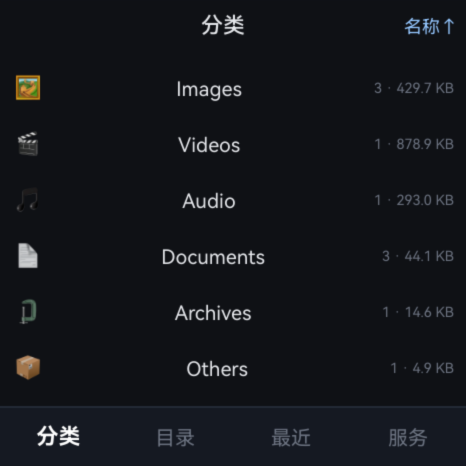 分类 名称↑
Images 3 · 429.7 KB
Videos 1 · 878.9 KB
Audio 1 · 293.0 KB
Documents 3 · 44.1 KB
Archives 1 · 14.6 KB
Others 1 · 4.9 KB
分类 目录 最近 服务